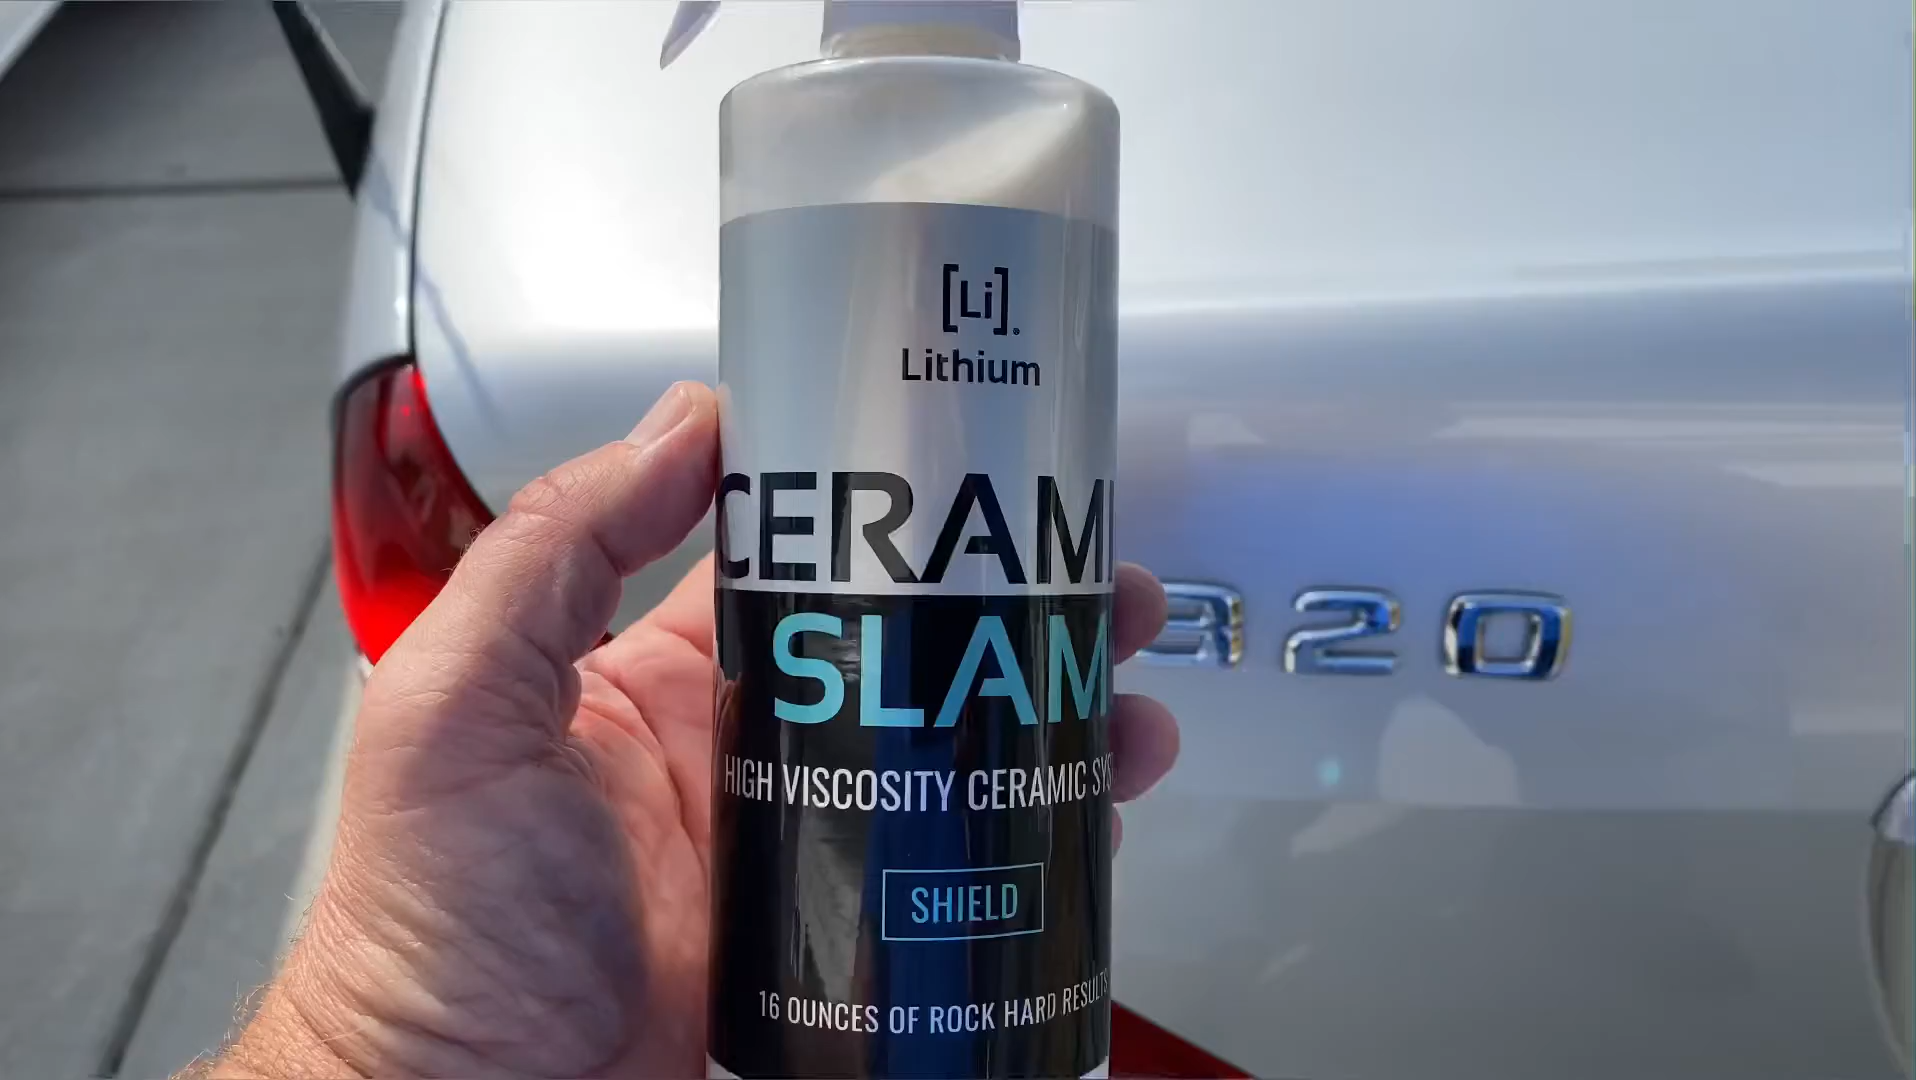 [Li]®
Lithium
CERAMI
SLAM
HIGH VISCOSITY CERAMIC SYS
SHIELD
16 OUNCES OF ROCK HARD RESULTS
320